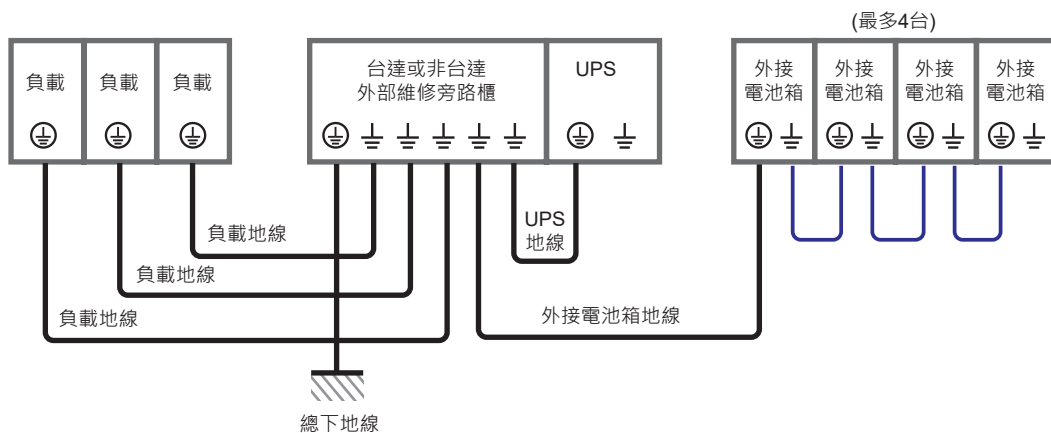 (最多4台)
負載
負載
負載
台達或非台達
外部維修旁路櫃
UPS
外接
電池箱
外接
電池箱
外接
電池箱
外接
電池箱
UPS
地線
負載地線
負載地線
負載地線
外接電池箱地線
總下地線